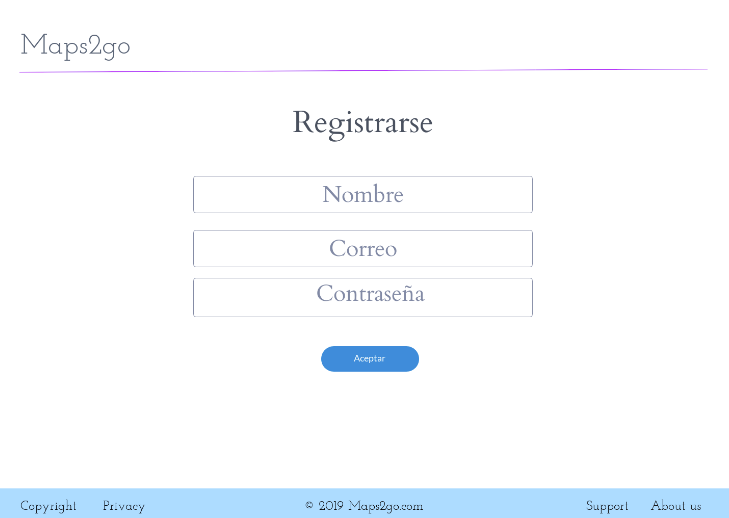 Maps2go
Registrarse
Nombre
Correo
Contraseña
Aceptar
Copyright Privacy © 2019 Maps2go.com Support About us